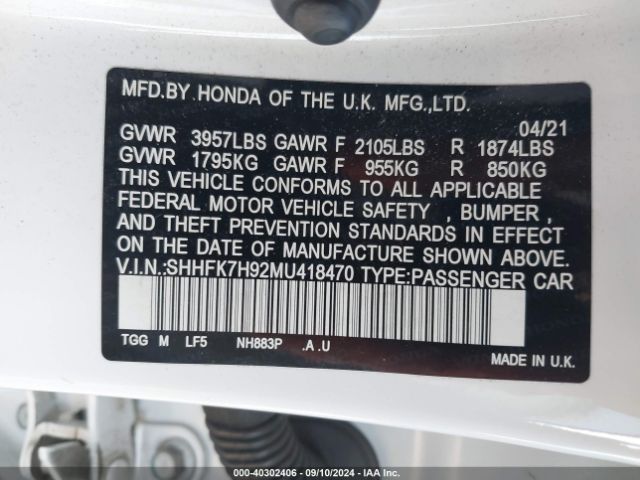 MFD.BY HONDA OF THE U.K. MFG.,LTD.
04/21
GVWR 3957LBS GAWR F 2105LBS R 1874LBS
GVWR 1795KG GAWR F 955KG R 850KG
THIS VEHICLE CONFORMS TO ALL APPLICABLE
FEDERAL MOTOR VEHICLE SAFETY , BUMPER ,
AND THEFT PREVENTION STANDARDS IN EFFECT
ON THE DATE OF MANUFACTURE SHOWN ABOVE.
V.I.N.:SHHFK7H92MU418470 TYPE:PASSENGER CAR
TGG M LF5 NH883P .A .U
MADE IN U.K.
000-40302406 - 09/10/2024 - IAA Inc.